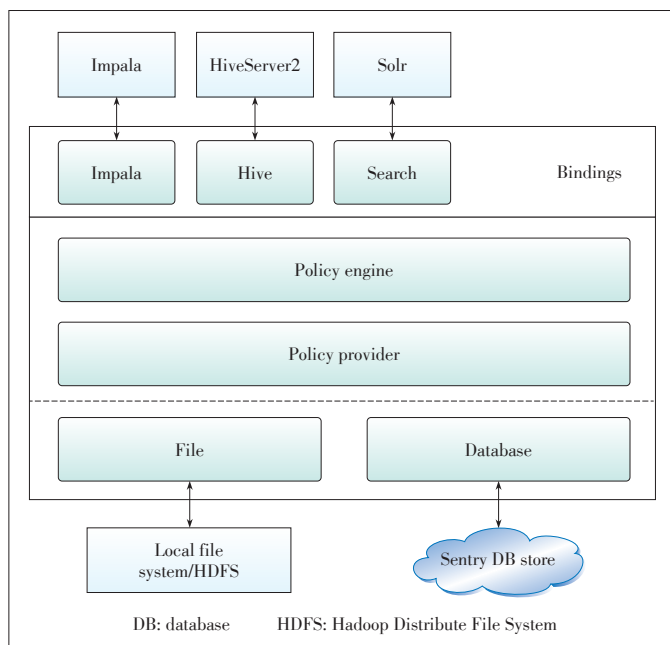 Impala
HiveServer2
Solr
Impala
Hive
Search
Bindings
Policy engine
Policy provider
File
Database
Local file
system/HDFS
Sentry DB store
DB: database
HDFS: Hadoop Distribute File System